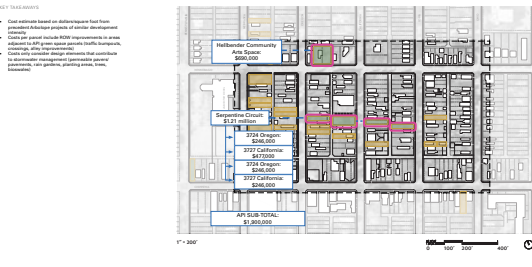 KEY TAKEAWAYS
• Cost estimate based on dollars/square foot from
precedent Arbolope projects of similar development
intensity
• Costs per parcel include ROW improvements in areas
adjacent to API green space parcels (traffic bumpouts,
crossings, alley improvements)
• Costs only consider design elements that contribute
to stormwater management (permeable pavers/
pavements, rain gardens, planting areas, trees,
bioswales)
Hellbender Community
Arts Space:
$690,000
Serpentine Circuit:
$1.21 million
3724 Oregon:
$246,000
3727 California:
$477,000
3724 Oregon:
$246,000
3727 California:
$246,000
API SUB-TOTAL:
$1,900,000
1" = 200'
0 100' 200' 400'